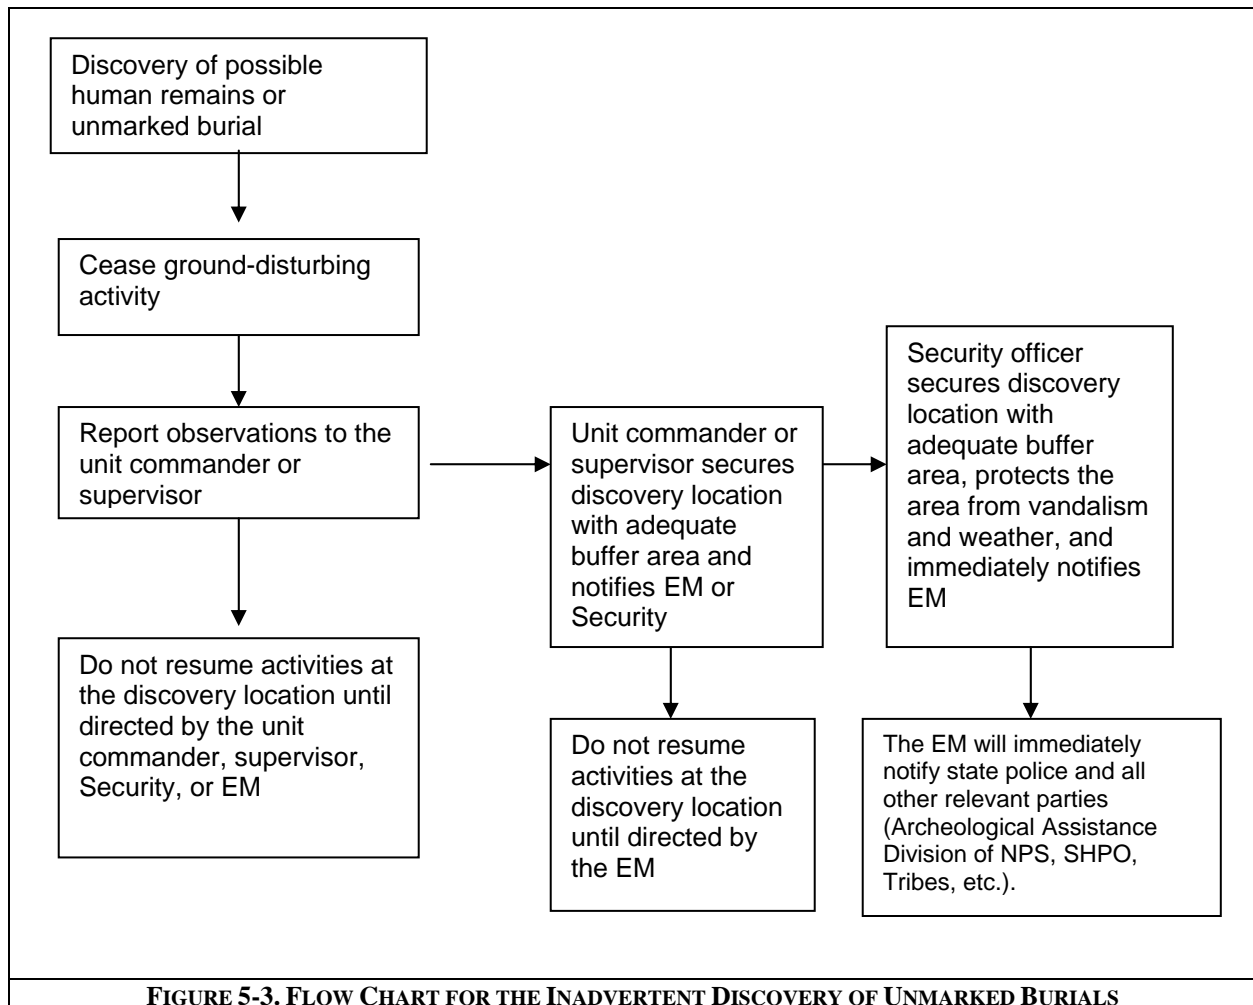 Discovery of possible
human remains or
unmarked burial
Cease ground-disturbing
activity
Report observations to the
unit commander or
supervisor
Do not resume activities at
the discovery location until
directed by the unit
commander, supervisor,
Security, or EM
Unit commander or
supervisor secures
discovery location
with adequate
buffer area and
notifies EM or
Security
Do not resume
activities at the
discovery location
until directed by
the EM
Security officer
secures discovery
location with
adequate buffer
area, protects the
area from vandalism
and weather, and
immediately notifies
EM
The EM will immediately
notify state police and all
other relevant parties
(Archeological Assistance
Division of NPS, SHPO,
Tribes, etc.).
FIGURE 5-3. FLOW CHART FOR THE INADVERTENT DISCOVERY OF UNMARKED BURIALS